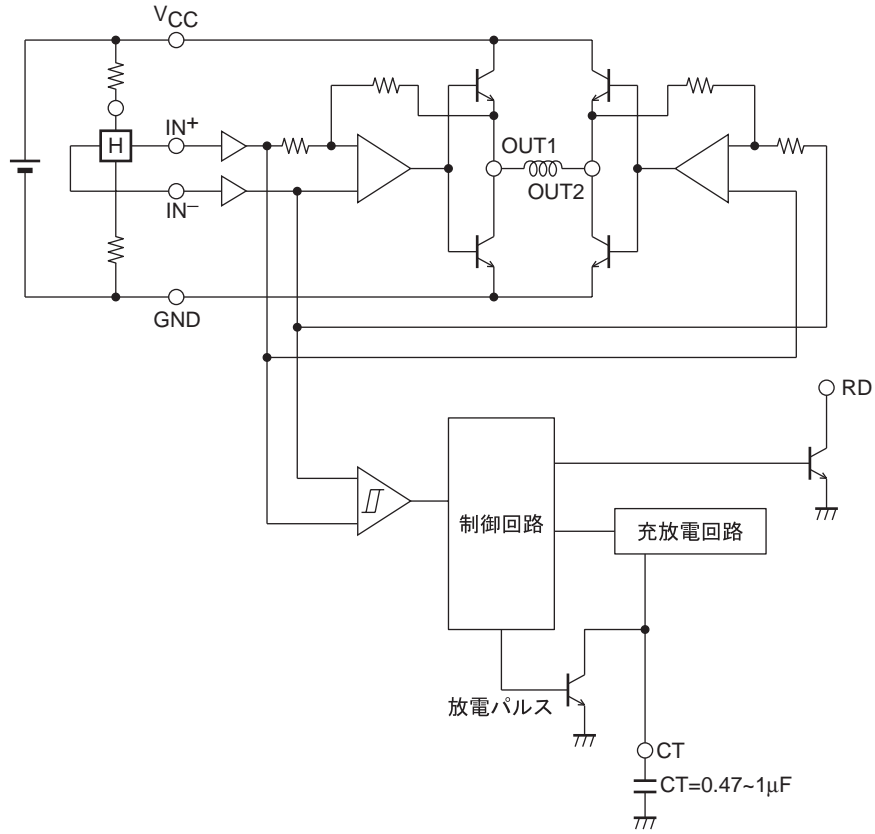 VCC
H
IN+
IN−
OUT1
OUT2
GND
RD
制御回路
充放電回路
放電パルス
CT
CT=0.47~1μF